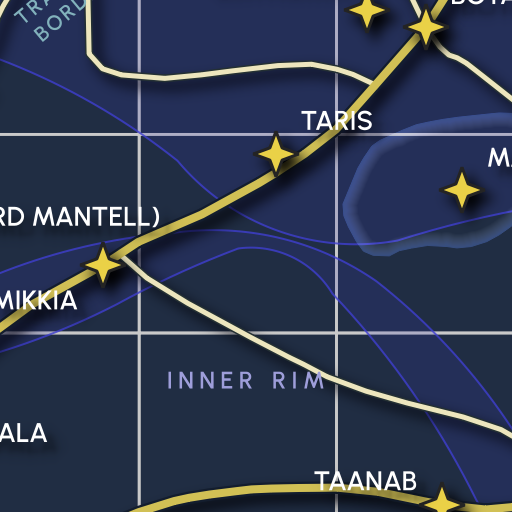 TARIS
RD MANTELL)
MIKKIA
INNER RIM
ALA
TAANAB